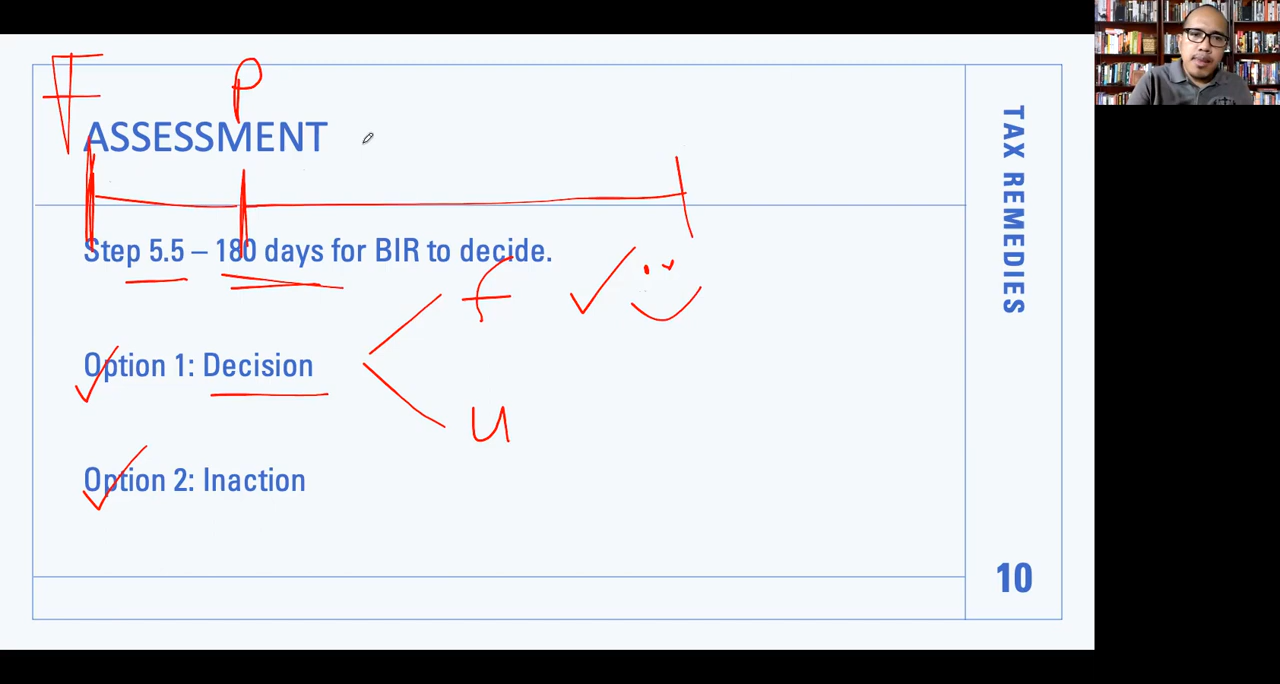 F
P
ASSESSMENT
Step 5.5 – 180 days for BIR to decide.
f
Option 1: Decision
u
Option 2: Inaction
TAX REMEDIES
10